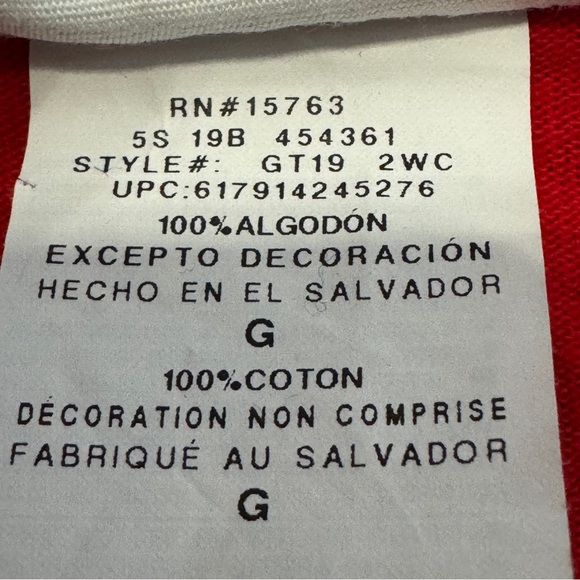 RN#15763
5S 19B 454361
STYLE#: GT19 2WC
UPC:617914245276
100%ALGODÓN
EXCEPTO DECORACIÓN
HECHO EN EL SALVADOR
G
100%COTON
DÉCORATION NON COMPRISE
FABRIQUÉ AU SALVADOR
G